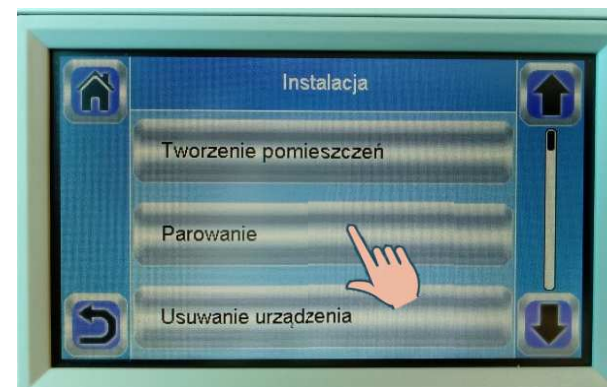 Instalacja
Tworzenie pomieszczeń
Parowanie
Usuwanie urządzenia